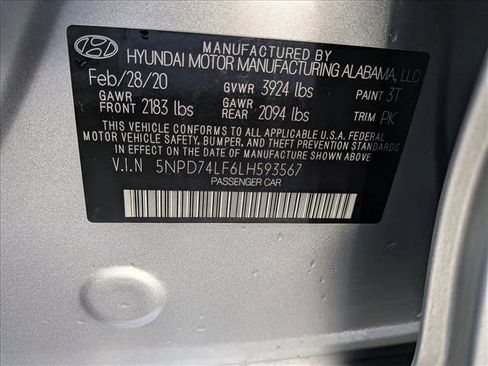 MANUFACTURED BY
HYUNDAI MOTOR MANUFACTURING ALABAMA, LLC
Feb/28/20 GVWR 3924 lbs PAINT 3T
GAWR FRONT 2183 lbs GAWR REAR 2094 lbs TRIM PK
THIS VEHICLE CONFORMS TO ALL APPLICABLE U.S.A. FEDERAL
MOTOR VEHICLE SAFETY, BUMPER, AND THEFT PREVENTION STANDARDS
IN EFFECT ON THE DATE OF MANUFACTURE SHOWN ABOVE.
V.I.N 5NPD74LF6LH593567
PASSENGER CAR